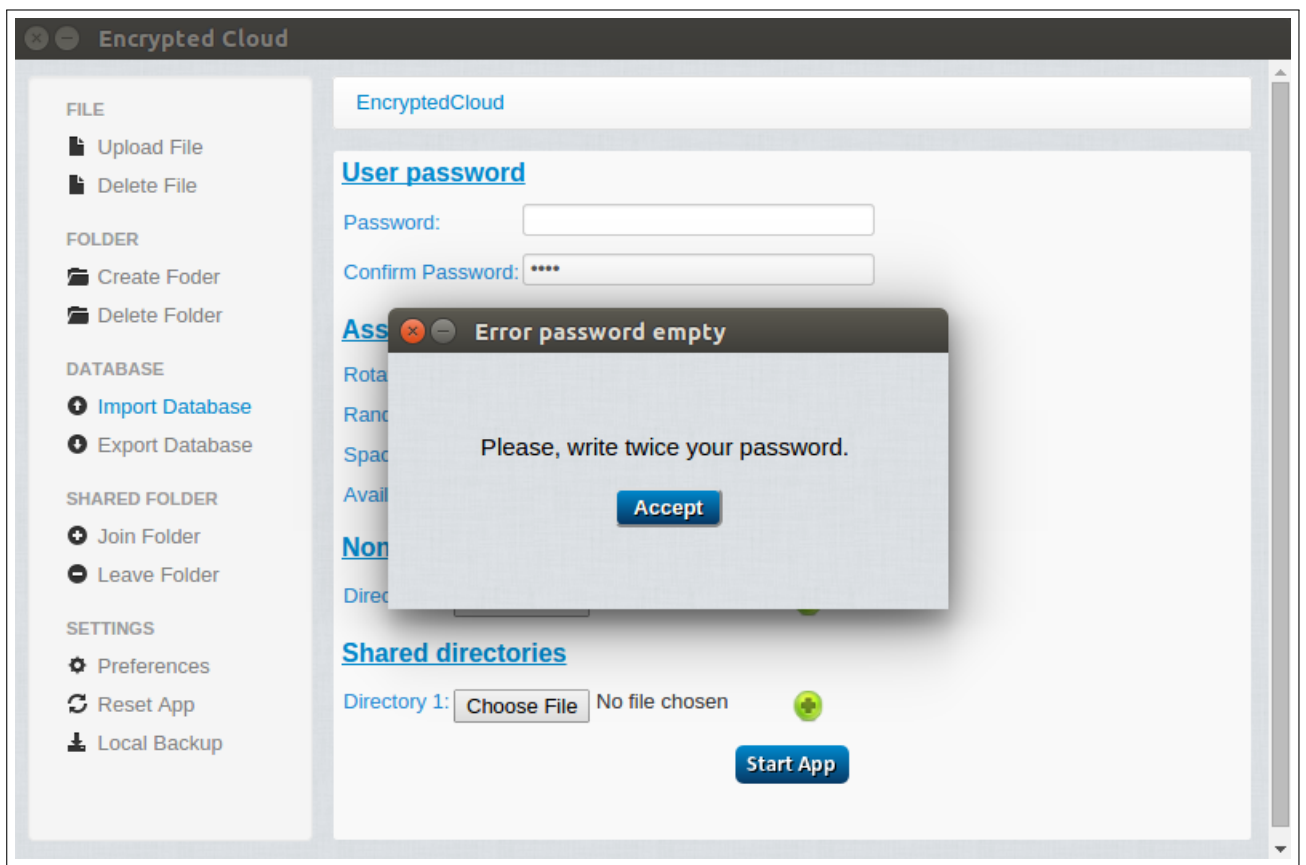 Encrypted Cloud
FILE
Upload File
Delete File
FOLDER
Create Foder
Delete Folder
DATABASE
Import Database
Export Database
SHARED FOLDER
Join Folder
Leave Folder
SETTINGS
Preferences
Reset App
Local Backup
EncryptedCloud
User password
Password:
Confirm Password: ••••
Error password empty
Please, write twice your password.
Accept
Shared directories
Directory 1: Choose File No file chosen
Start App